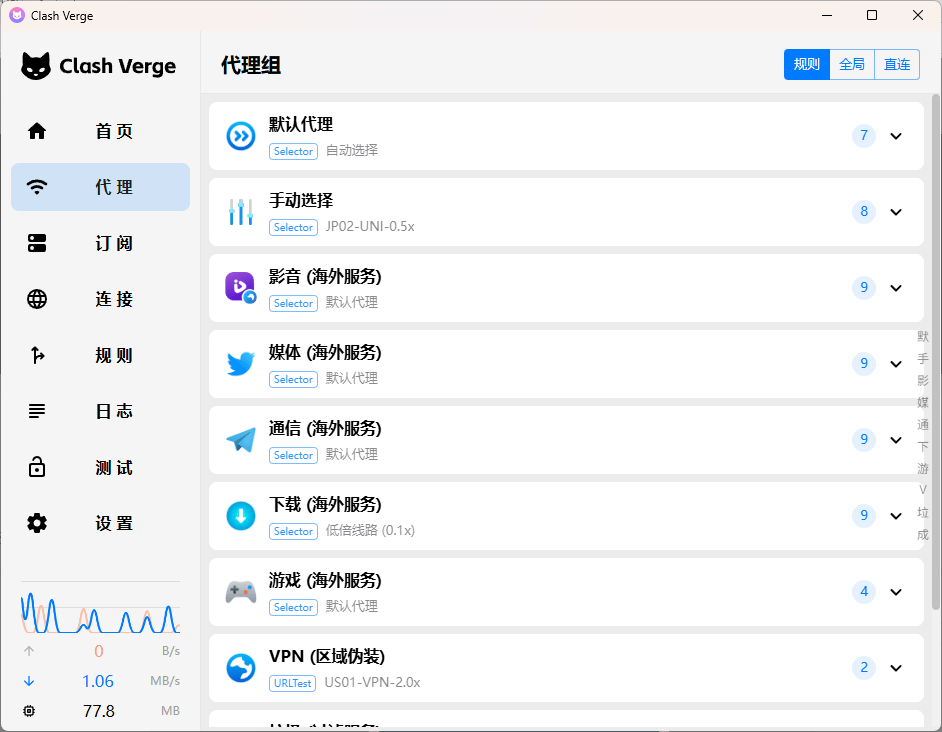 Clash Verge
Clash Verge
首 页
代 理
订 阅
连 接
规 则
日 志
测 试
设 置
0 B/s
1.06 MB/s
77.8 MB
代理组
规则 全局 直连
默认代理
Selector 自动选择
7
手动选择
Selector JP02-UNI-0.5x
8
影音 (海外服务)
Selector 默认代理
9
媒体 (海外服务)
Selector 默认代理
9
通信 (海外服务)
Selector 默认代理
9
下载 (海外服务)
Selector 低倍线路 (0.1x)
9
游戏 (海外服务)
Selector 默认代理
4
VPN (区域伪装)
URLTest US01-VPN-2.0x
2
默
手
影
媒
通
下
游
V
垃
成